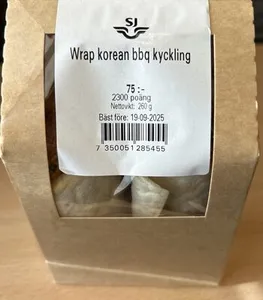 SJ
Wrap korean bbq kyckling
75 :-
2300 poäng
Nettovikt: 260 g
Bäst före: 19-09-2025
7 350051 285455